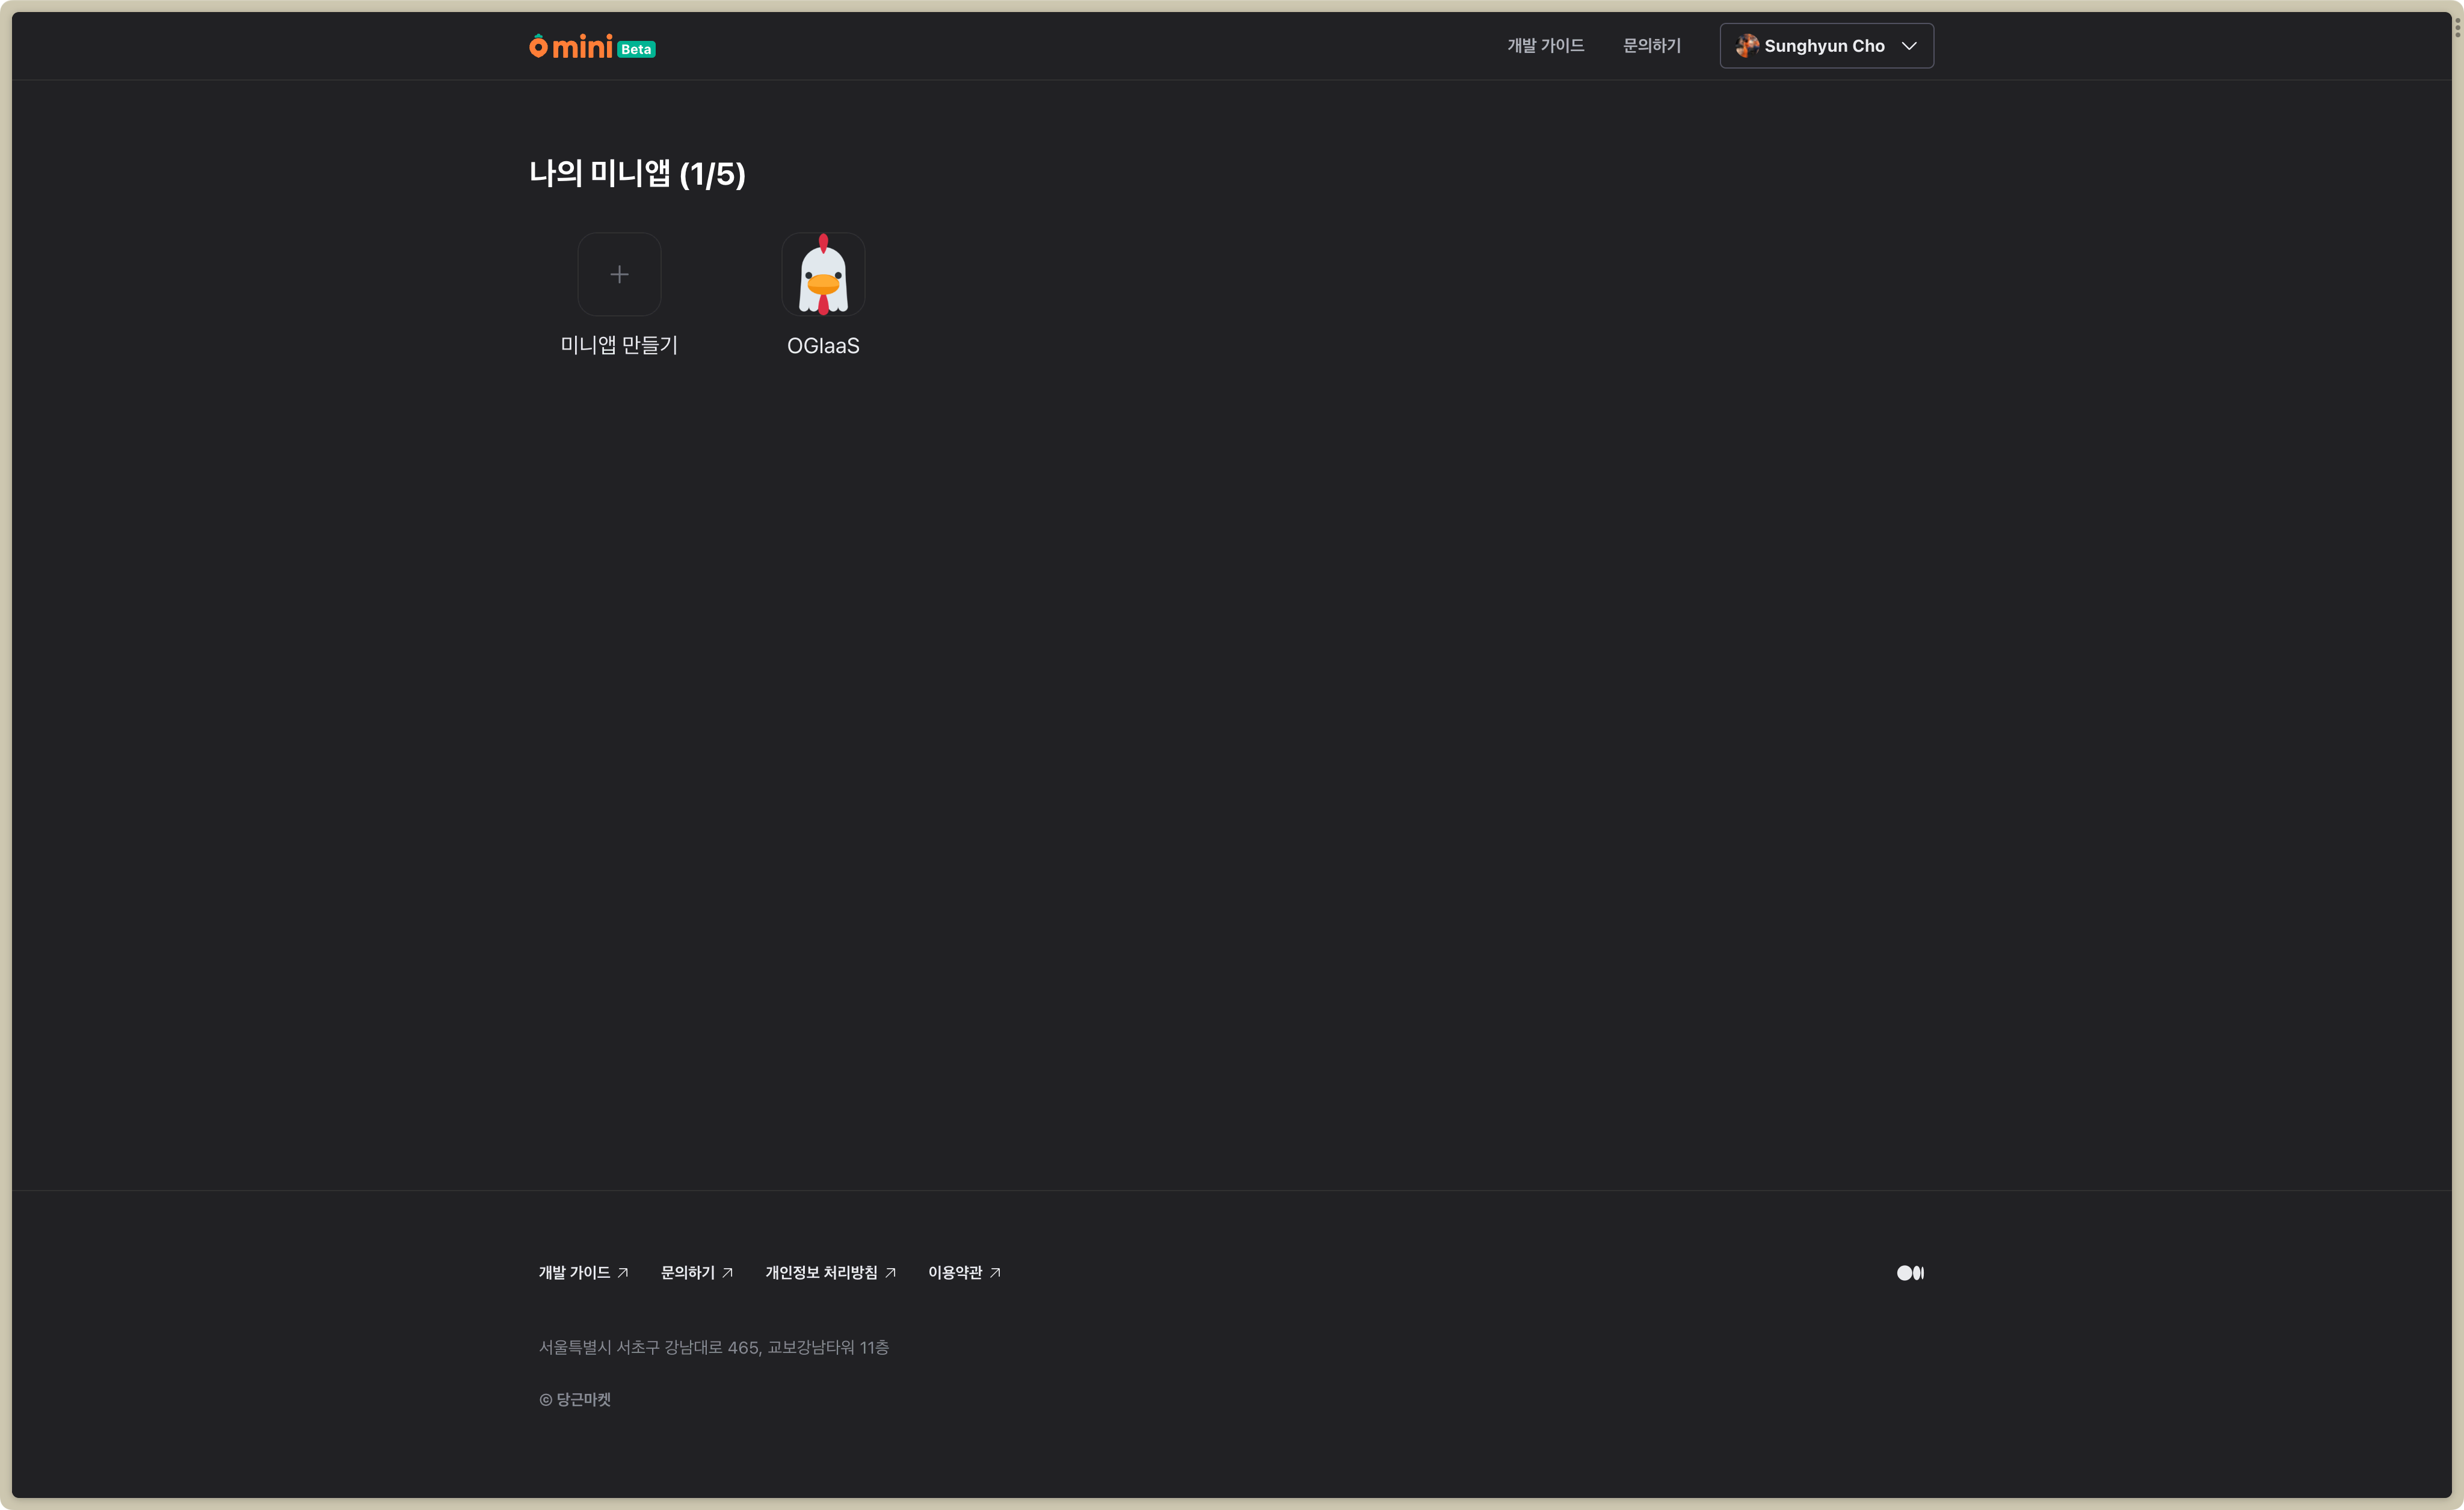 mini Beta
개발 가이드
문의하기
Sunghyun Cho
나의 미니앱 (1/5)
미니앱 만들기
OGIaaS
개발 가이드
문의하기
개인정보 처리방침
이용약관
서울특별시 서초구 강남대로 465, 교보강남타워 11층
© 당근마켓